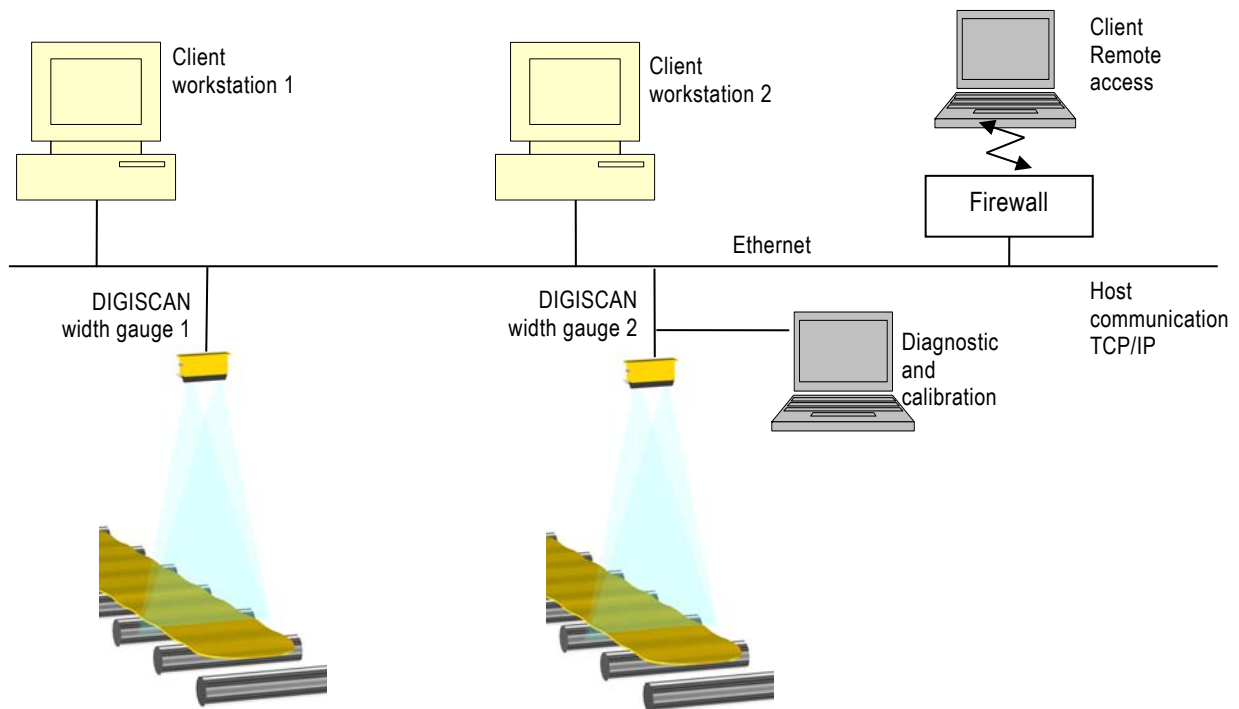 Client
workstation 1
Client
workstation 2
Client
Remote
access
Firewall
Ethernet
DIGISCAN
width gauge 1
DIGISCAN
width gauge 2
Host
communication
TCP/IP
Diagnostic
and
calibration